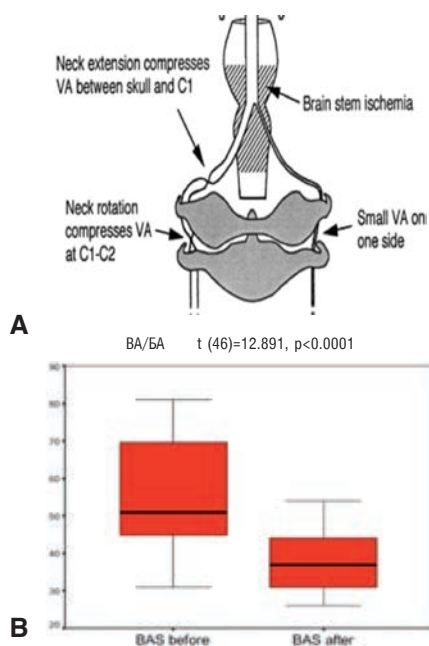 Neck extension compresses
VA between skull and C1
Brain stem ischemia
Neck rotation
compresses VA
at C1-C2
Small VA on
one side
A
ВА/БА t (46)=12.891, p<0.0001
90
80
70
60
50
40
30
20
B
BAS before
BAS after